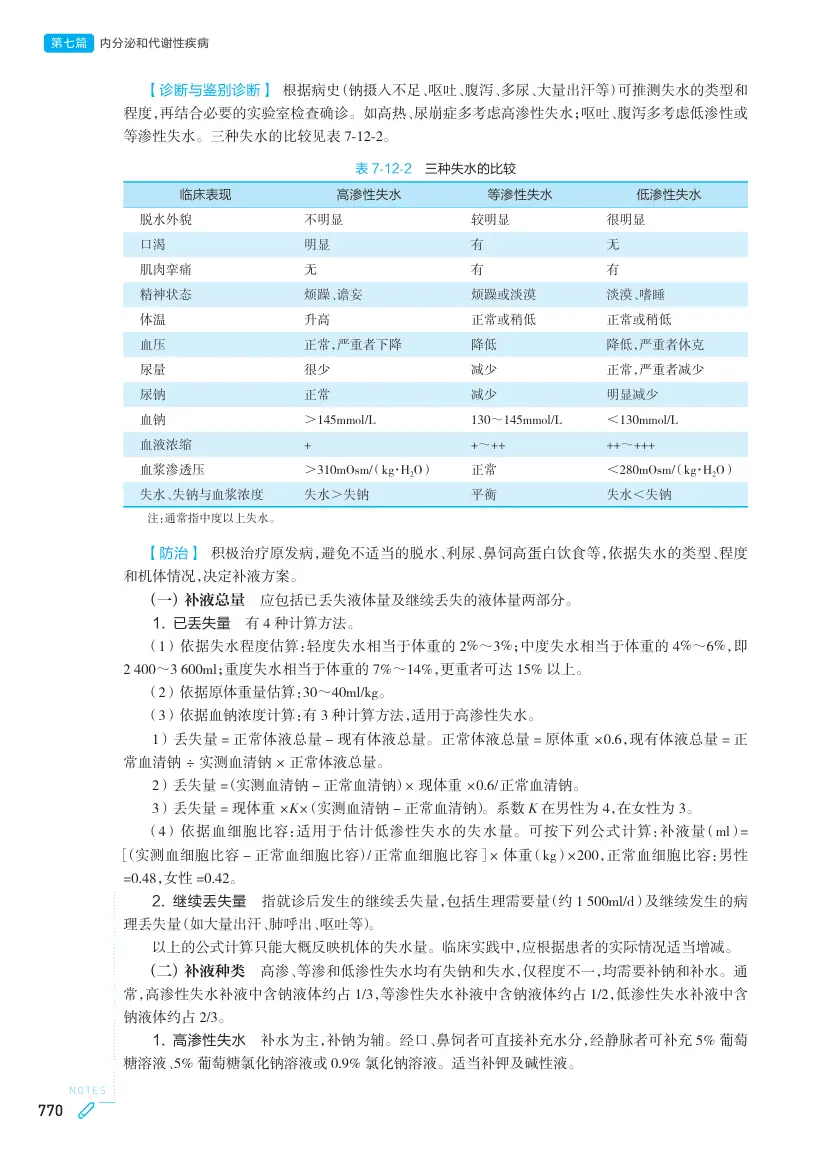 第七篇 内分泌和代谢性疾病
【诊断与鉴别诊断】 根据病史(钠摄入不足、呕吐、腹泻、多尿、大量出汗等)可推测失水的类型和
程度,再结合必要的实验室检查确诊。如高热、尿崩症多考虑高渗性失水;呕吐、腹泻多考虑低渗性或
等渗性失水。三种失水的比较见表 7-12-2。
表 7-12-2 三种失水的比较
临床表现 高渗性失水 等渗性失水 低渗性失水
脱水外貌 不明显 较明显 很明显
口渴 明显 有 无
肌肉挛痛 无 有 有
精神状态 烦躁、谵妄 烦躁或淡漠 淡漠、嗜睡
体温 升高 正常或稍低 正常或稍低
血压 正常,严重者下降 降低 降低,严重者休克
尿量 很少 减少 正常,严重者减少
尿钠 正常 减少 明显减少
血钠 >145mmol/L 130~145mmol/L <130mmol/L
血液浓缩 + +~++ ++~+++
血浆渗透压 >310mOsm/(kg·H₂O) 正常 <280mOsm/(kg·H₂O)
失水、失钠与血浆浓度 失水>失钠 平衡 失水<失钠
注:通常指中度以上失水。
【防治】 积极治疗原发病,避免不适当的脱水、利尿、鼻饲高蛋白饮食等,依据失水的类型、程度
和机体情况,决定补液方案。
(一)补液总量 应包括已丢失液体量及继续丢失的液体量两部分。
1. 已丢失量 有 4 种计算方法。
(1)依据失水程度估算:轻度失水相当于体重的 2%~3%;中度失水相当于体重的 4%~6%,即
2 400~3 600ml;重度失水相当于体重的 7%~14%,更重者可达 15% 以上。
(2)依据原体重量估算:30~40ml/kg。
(3)依据血钠浓度计算:有 3 种计算方法,适用于高渗性失水。
1)丢失量 = 正常体液总量 – 现有体液总量。正常体液总量 = 原体重 ×0.6,现有体液总量 = 正
常血清钠 ÷ 实测血清钠 × 正常体液总量。
2)丢失量 =(实测血清钠 – 正常血清钠)× 现体重 ×0.6/正常血清钠。
3)丢失量 = 现体重 ×K×(实测血清钠 – 正常血清钠)。系数 K 在男性为 4,在女性为 3。
(4)依据血细胞比容:适用于估计低渗性失水的失水量。可按下列公式计算:补液量(ml)=
[(实测血细胞比容 – 正常血细胞比容)/正常血细胞比容]× 体重(kg)×200,正常血细胞比容:男性
=0.48,女性 =0.42。
2. 继续丢失量 指就诊后发生的继续丢失量,包括生理需要量(约 1 500ml/d)及继续发生的病
理丢失量(如大量出汗、肺呼出、呕吐等)。
以上的公式计算只能大概反映机体的失水量。临床实践中,应根据患者的实际情况适当增减。
(二)补液种类 高渗、等渗和低渗性失水均有失钠和失水,仅程度不一,均需要补钠和补水。通
常,高渗性失水补液中含钠液体约占 1/3,等渗性失水补液中含钠液体约占 1/2,低渗性失水补液中含
钠液体约占 2/3。
1. 高渗性失水 补水为主,补钠为辅。经口、鼻饲者可直接补充水分,经静脉者可补充 5% 葡萄
糖溶液、5% 葡萄糖氯化钠溶液或 0.9% 氯化钠溶液。适当补钾及碱性液。
NOTES
770